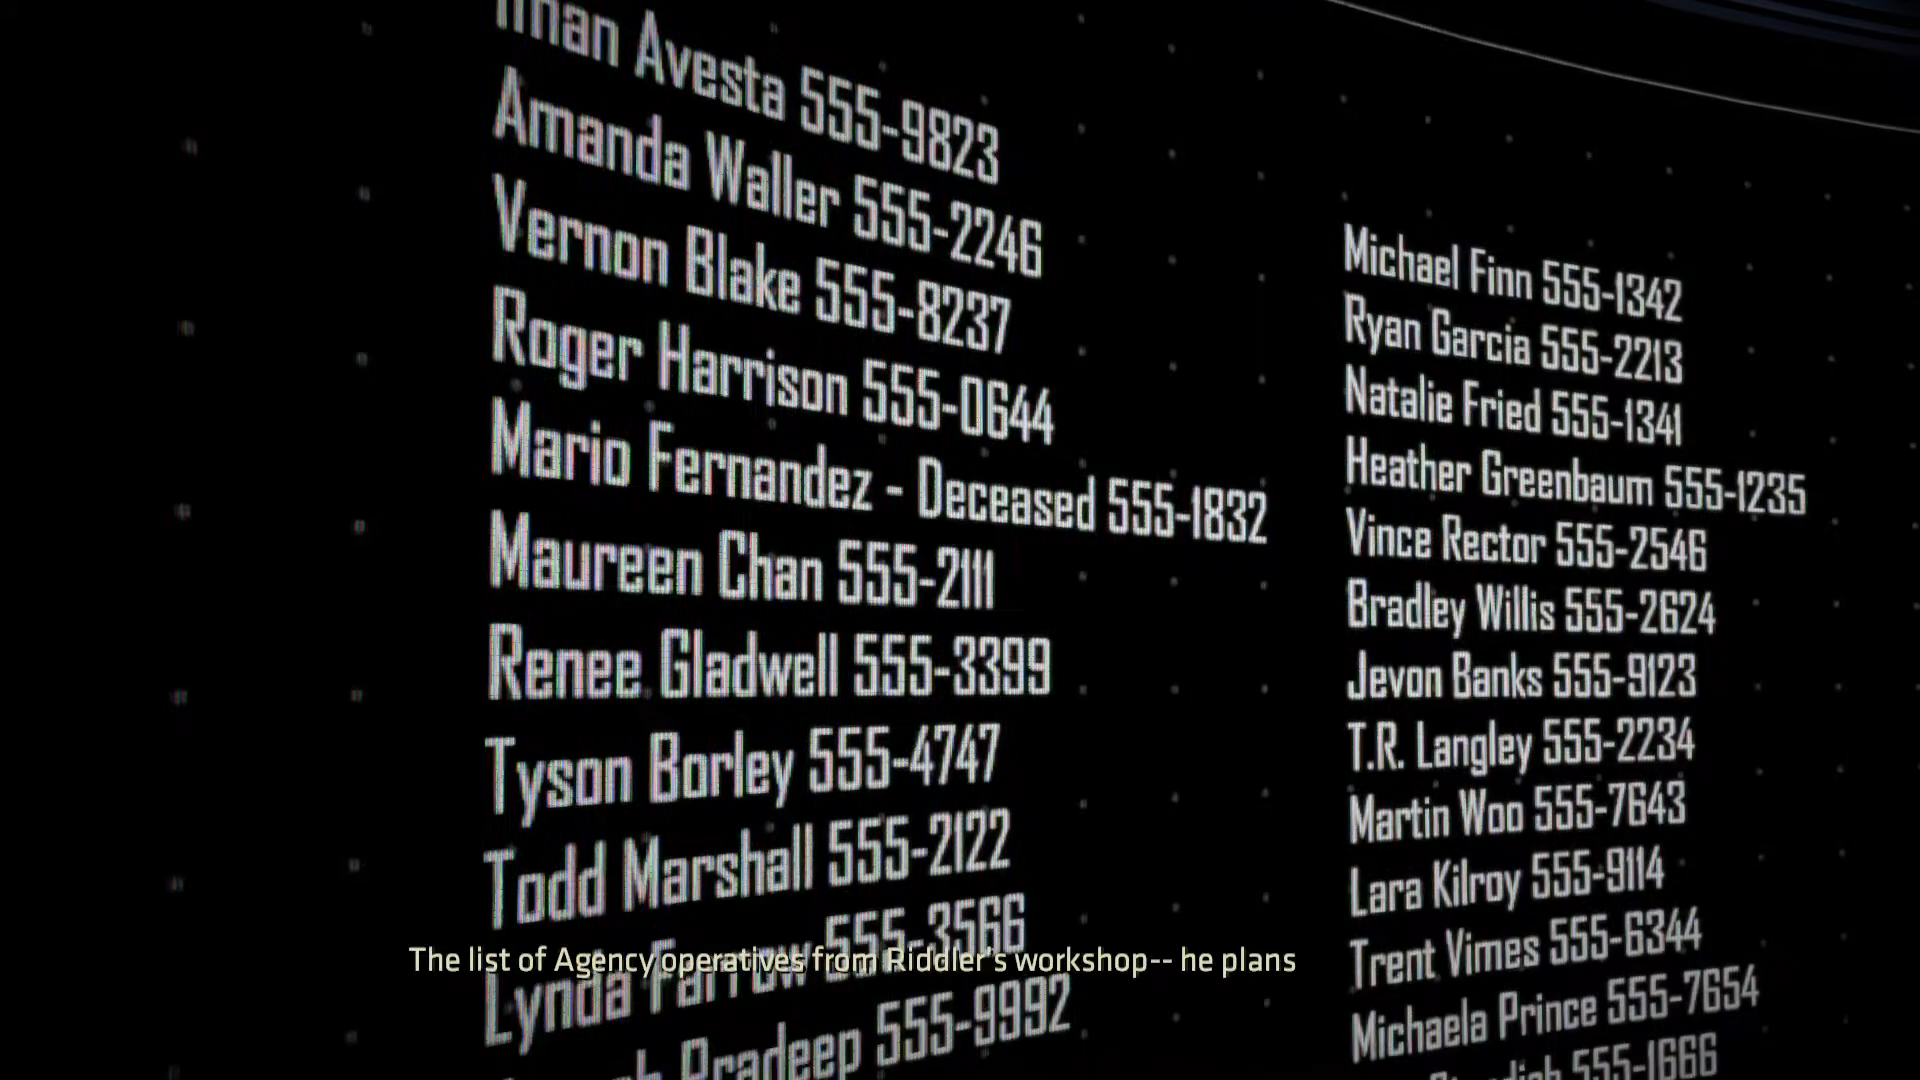 Avesta 555-9823
Amanda Waller 555-2246
Vernon Blake 555-8237
Roger Harrison 555-0644
Mario Fernandez - Deceased 555-1832
Maureen Chan 555-2111
Renee Gladwell 555-3399
Tyson Borley 555-4747
Todd Marshall 555-2122
Lynda Farrow 555-3566
Pradeep 555-9992
Michael Finn 555-1342
Ryan Garcia 555-2213
Natalie Fried 555-1341
Heather Greenbaum 555-1235
Vince Rector 555-2546
Bradley Willis 555-2624
Jevon Banks 555-9123
T.R. Langley 555-2234
Martin Woo 555-7643
Lara Kilroy 555-9114
Trent Vimes 555-6344
Michaela Prince 555-7654
555-1666
The list of Agency operatives from Riddler's workshop-- he plans